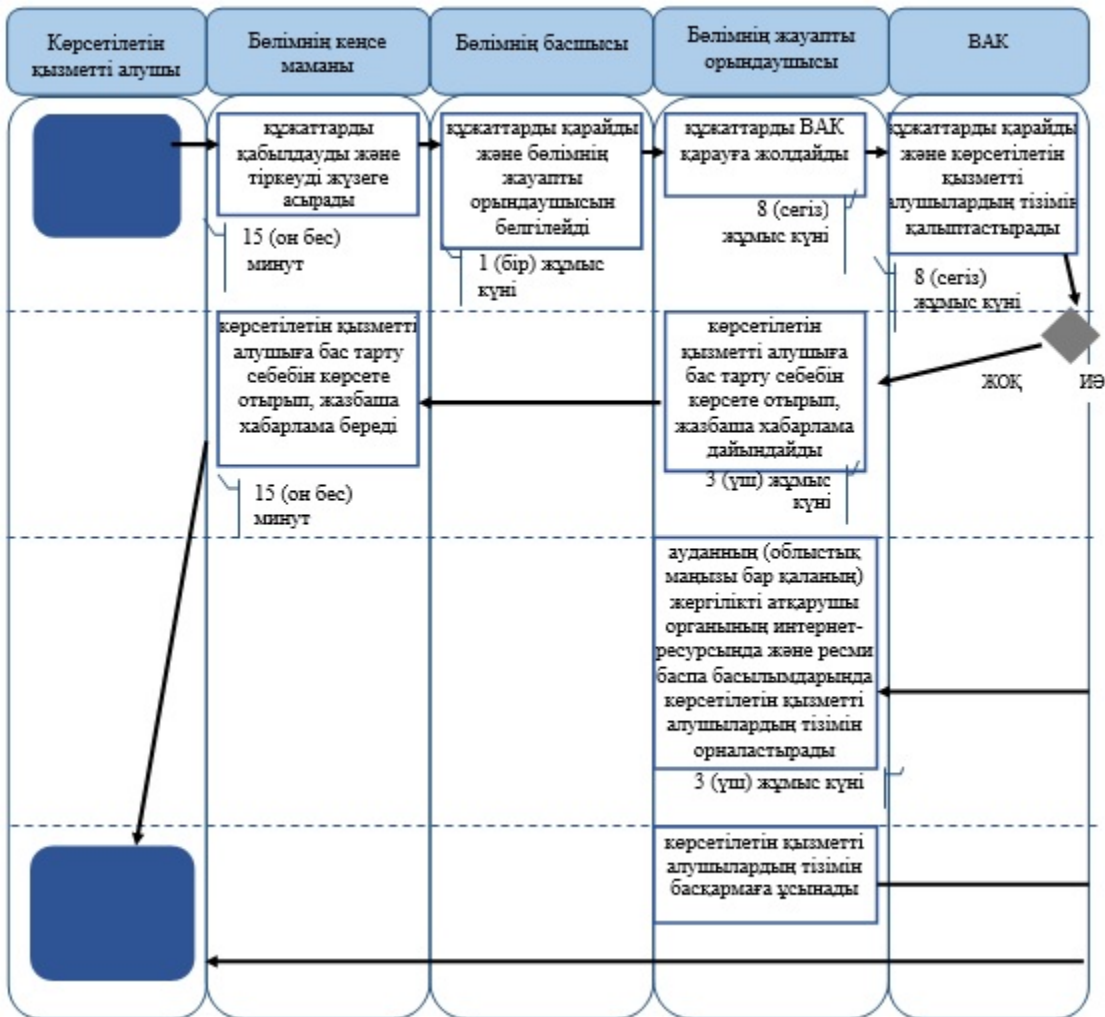 Көрсетілетін
қызметті алушы
Бөлімнің кеңсе
маманы
Бөлімнің басшысы
Бөлімнің жауапты
орындаушысы
ВАК
құжаттарды
қабылдауды және
тіркеуді жүзеге
асырады
15 (он бес)
минут
құжаттарды қарайды
және бөлімнің
жауапты
орындаушысын
белгілейді
1 (бір) жұмыс
күні
құжаттарды ВАК
қарауға жолдайды
8 (сегіз)
жұмыс күні
құжаттарды қарайды
және көрсетілетін
қызметті
алушылардың тізімін
қалыптастырады
8 (сегіз)
жұмыс күні
көрсетілетін қызметті
алушыға бас тарту
себебін көрсете
отырып, жазбаша
хабарлама береді
15 (он бес)
минут
көрсетілетін
қызметті алушыға
бас тарту себебін
көрсете отырып,
жазбаша хабарлама
дайындайды
3 (үш) жұмыс
күні
ЖОҚ
ИӘ
ауданның (облыстық
маңызы бар қаланың)
жергілікті атқарушы
органының интернет-
ресурсында және ресми
баспа басылымдарында
көрсетілетін қызметті
алушылардың тізімін
орналастырады
3 (үш) жұмыс күні
көрсетілетін қызметті
алушылардың тізімін
басқармаға ұсынады